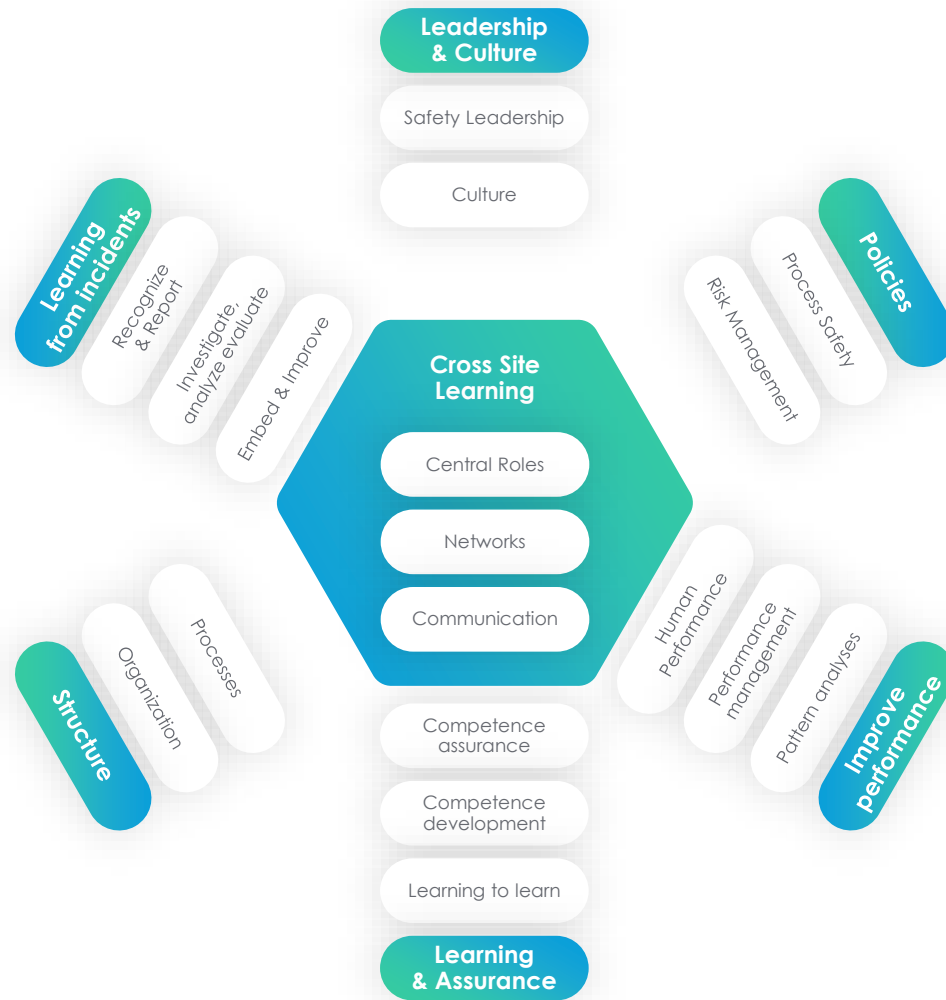 Leadership
& Culture
Safety Leadership
Culture
Learning
from incidents
Recognize
& Report
Investigate,
analyze evaluate
Embed & Improve
Policies
Process Safety
Risk Management
Cross Site
Learning
Central Roles
Networks
Communication
Structure
Organization
Processes
Human
Performance
Performance
management
Pattern analyses
Improve
performance
Competence
assurance
Competence
development
Learning to learn
Learning
& Assurance